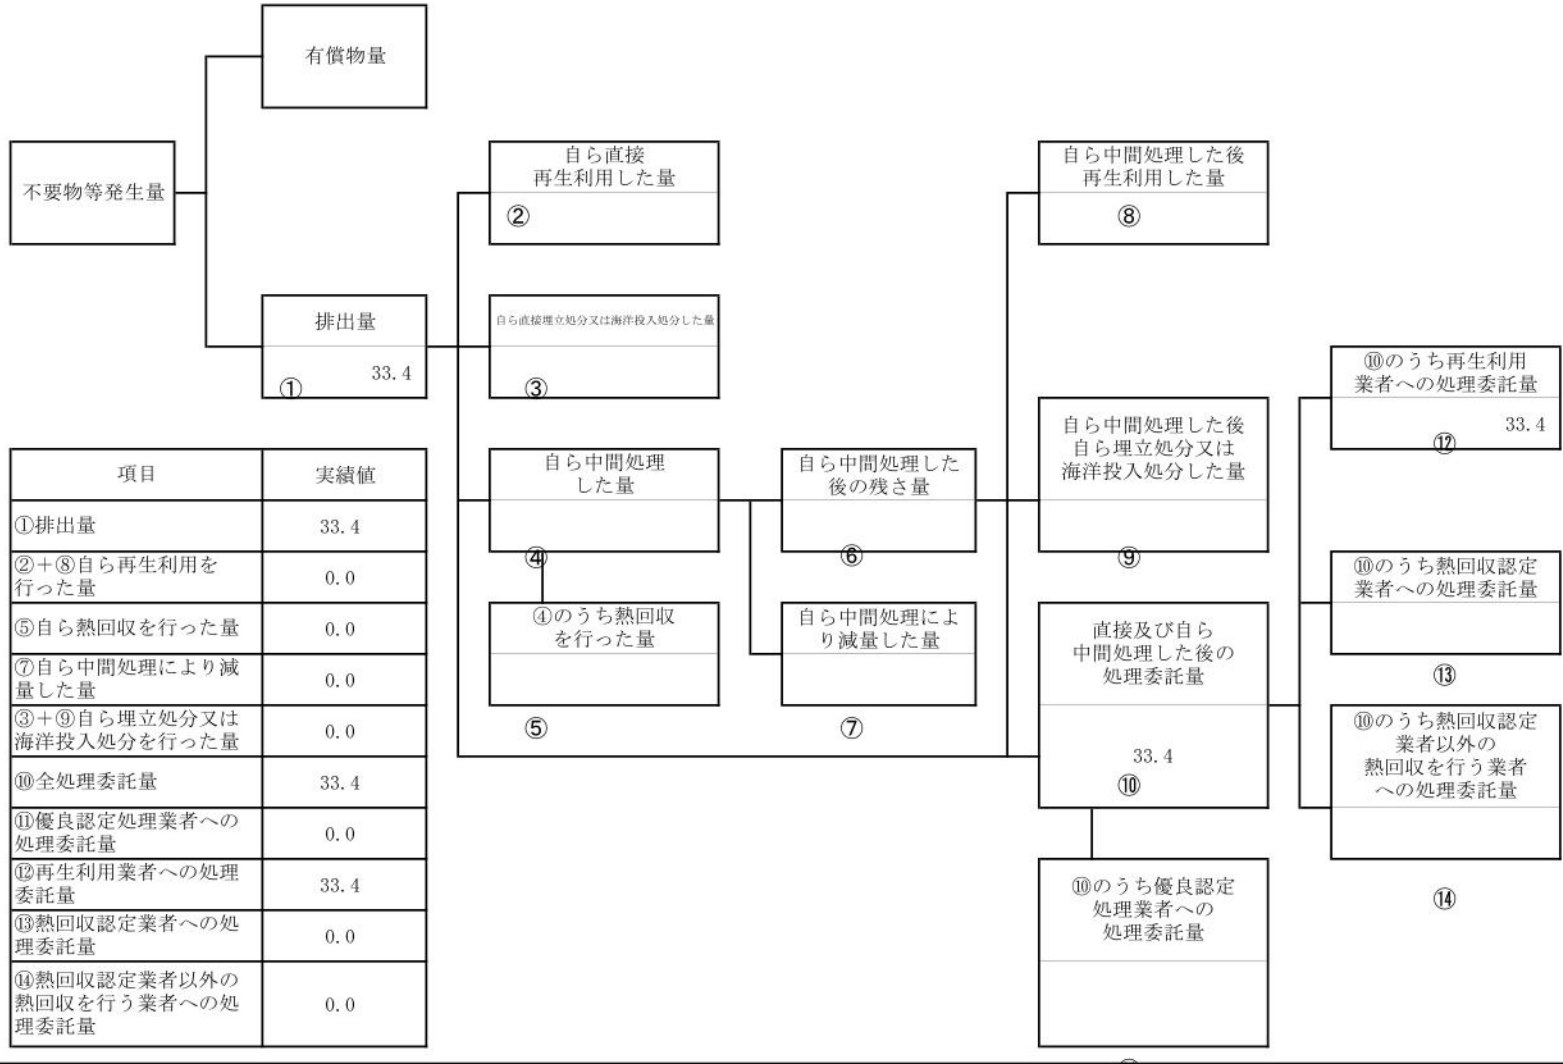 有償物量
不要物等発生量
排出量
33.4
①
自ら直接
再生利用した量
②
自ら直接埋立処分又は海洋投入処分した量
③
自ら中間処理
した量
④
④のうち熱回収
を行った量
⑤
自ら中間処理した
後の残さ量
⑥
自ら中間処理によ
り減量した量
⑦
自ら中間処理した後
再生利用した量
⑧
自ら中間処理した後
自ら埋立処分又は
海洋投入処分した量
⑨
直接及び自ら
中間処理した後の
処理委託量
33.4
⑩
⑩のうち優良認定
処理業者への
処理委託量
⑩のうち再生利用
業者への処理委託量
33.4
⑫
⑩のうち熱回収認定
業者への処理委託量
⑬
⑩のうち熱回収認定
業者以外の
熱回収を行う業者
への処理委託量
⑭
項目 実績値
①排出量 33.4
②+⑧自ら再生利用を
行った量 0.0
⑤自ら熱回収を行った量 0.0
⑦自ら中間処理により減
量した量 0.0
③+⑨自ら埋立処分又は
海洋投入処分を行った量 0.0
⑩全処理委託量 33.4
⑪優良認定処理業者への
処理委託量 0.0
⑫再生利用業者への処理
委託量 33.4
⑬熱回収認定業者への処
理委託量 0.0
⑭熱回収認定業者以外の
熱回収を行う業者への処
理委託量 0.0